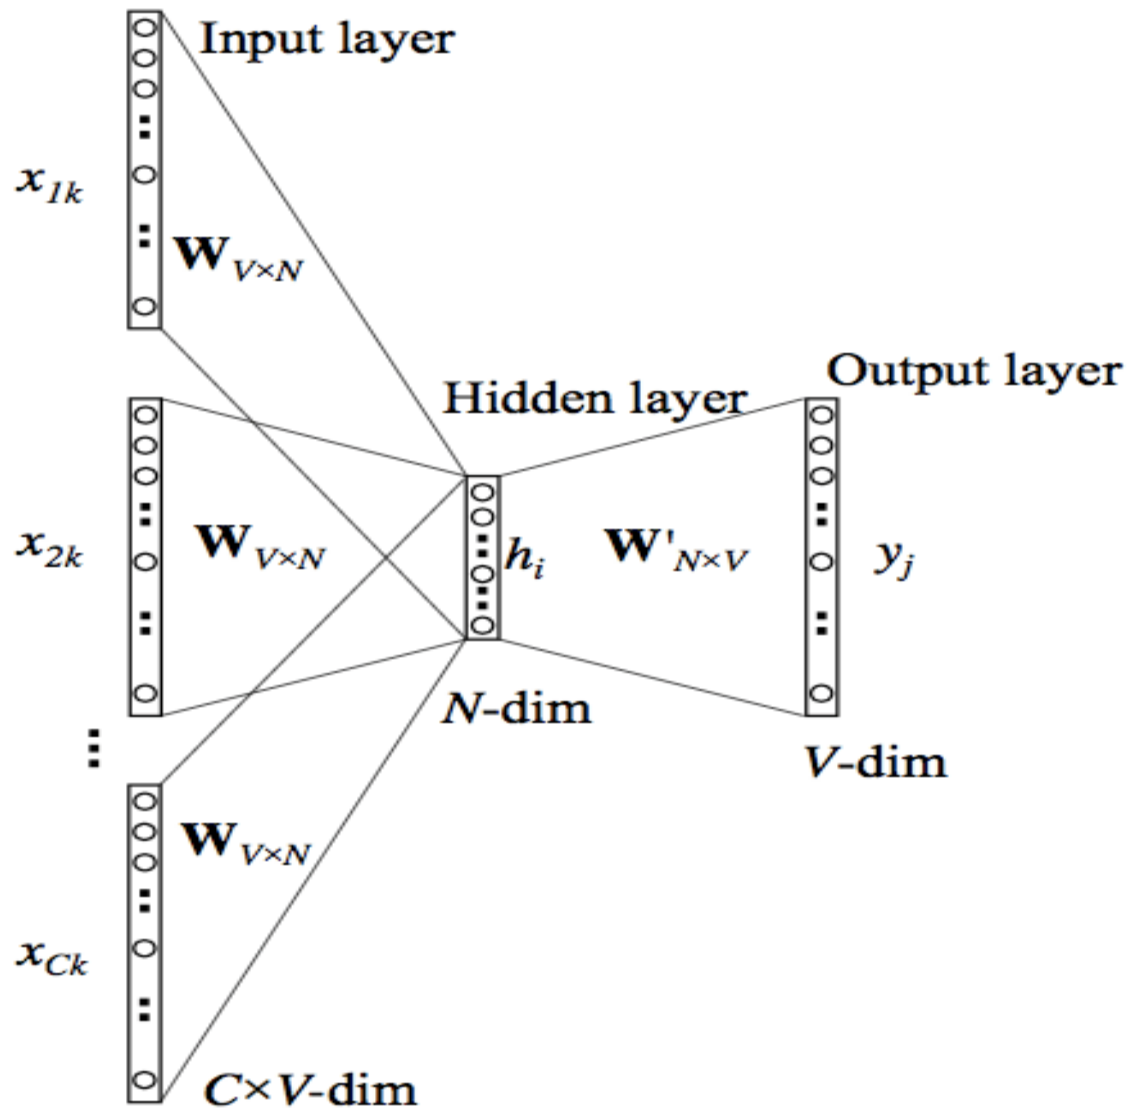 Input layer
x1k
WV×N
Hidden layer
Output layer
x2k
WV×N
hi
W'N×V
yj
N-dim
V-dim
WV×N
xCk
C×V-dim